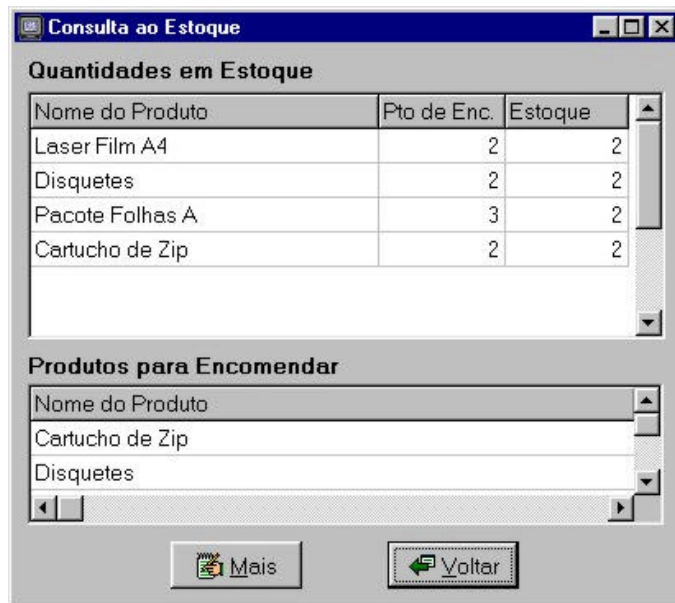 Consulta ao Estoque
Quantidades em Estoque
Nome do Produto Pto de Enc. Estoque
Laser Film A4 2 2
Disquetes 2 2
Pacote Folhas A 3 2
Cartucho de Zip 2 2
Produtos para Encomendar
Nome do Produto
Cartucho de Zip
Disquetes
Mais Voltar